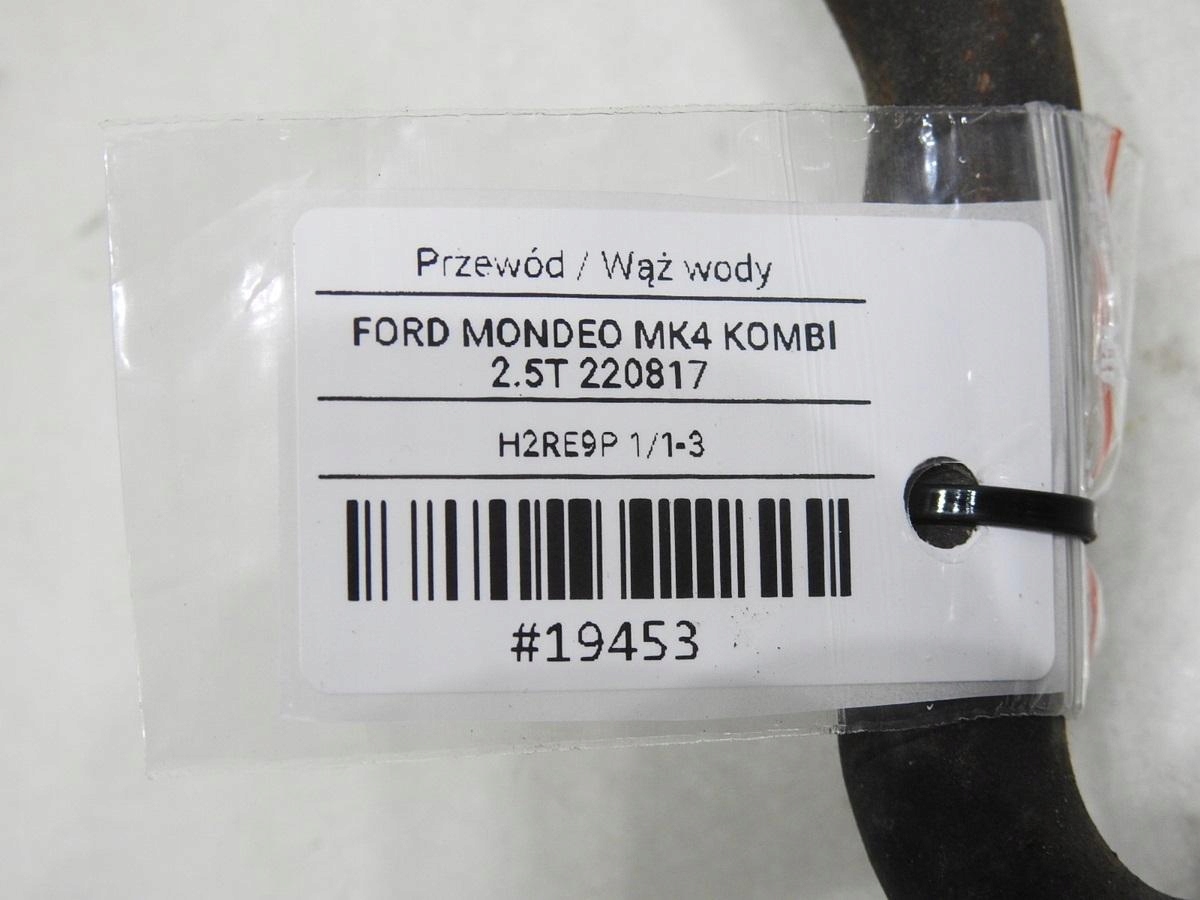 Przewód / Wąż wody
FORD MONDEO MK4 KOMBI
2.5T 220817
H2RE9P 1/1-3
#19453